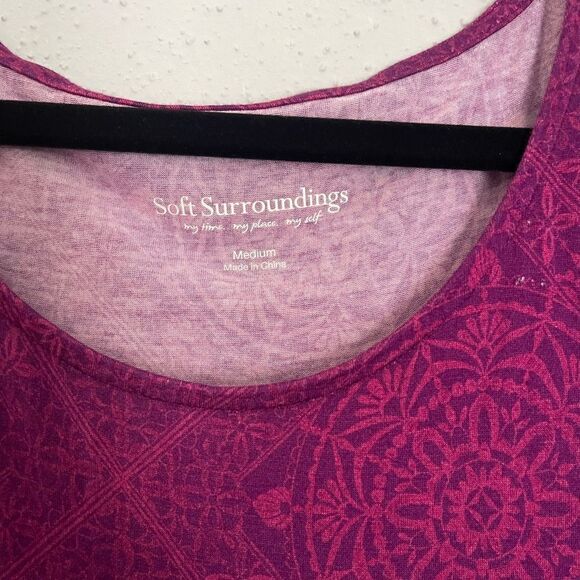 Soft Surroundings
my time. my place. my self.
Medium
Made in China